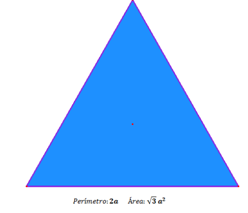 Perímetro: 2a Área: √3 a²